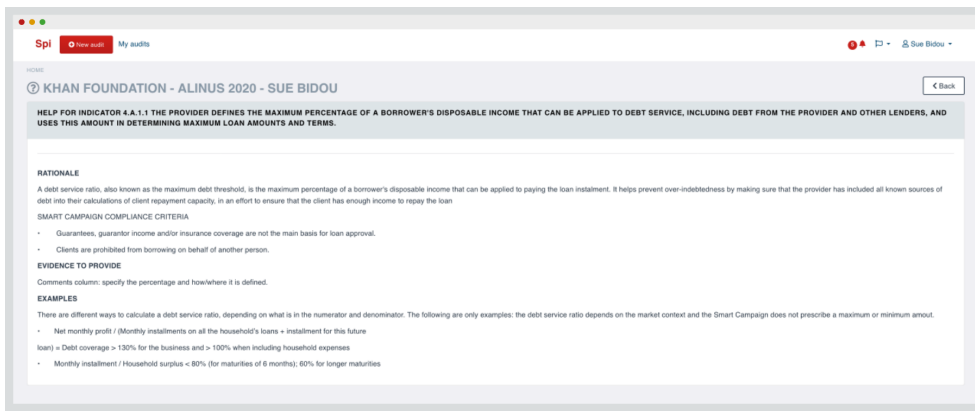 Spi
New audit
My audits
5
Sue Bidou
HOME
KHAN FOUNDATION - ALINUS 2020 - SUE BIDOU
Back
HELP FOR INDICATOR 4.A.1.1 THE PROVIDER DEFINES THE MAXIMUM PERCENTAGE OF A BORROWER'S DISPOSABLE INCOME THAT CAN BE APPLIED TO DEBT SERVICE, INCLUDING DEBT FROM THE PROVIDER AND OTHER LENDERS, AND
USES THIS AMOUNT IN DETERMINING MAXIMUM LOAN AMOUNTS AND TERMS.
RATIONALE
A debt service ratio, also known as the maximum debt threshold, is the maximum percentage of a borrower's disposable income that can be applied to paying the loan instalment. It helps prevent over-indebtedness by making sure that the provider has included all known sources of
debt into their calculations of client repayment capacity, in an effort to ensure that the client has enough income to repay the loan
SMART CAMPAIGN COMPLIANCE CRITERIA
- Guarantees, guarantor income and/or insurance coverage are not the main basis for loan approval.
- Clients are prohibited from borrowing on behalf of another person.
EVIDENCE TO PROVIDE
Comments column: specify the percentage and how/where it is defined.
EXAMPLES
There are different ways to calculate a debt service ratio, depending on what is in the numerator and denominator. The following are only examples: the debt service ratio depends on the market context and the Smart Campaign does not prescribe a maximum or minimum amout.
- Net monthly profit / (Monthly installments on all the household's loans + installment for this future
loan) = Debt coverage > 130% for the business and > 100% when including household expenses
- Monthly installment / Household surplus < 80% (for maturities of 6 months); 60% for longer maturities